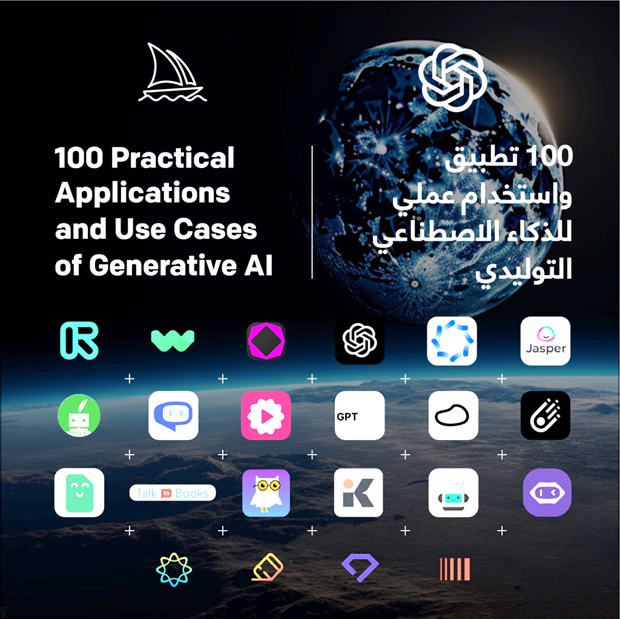 100 Practical
Applications
and Use Cases
of Generative AI
100 تطبيق
واستخدام عملي
للذكاء الاصطناعي
التوليدي
Jasper
GPT
Talk to Books